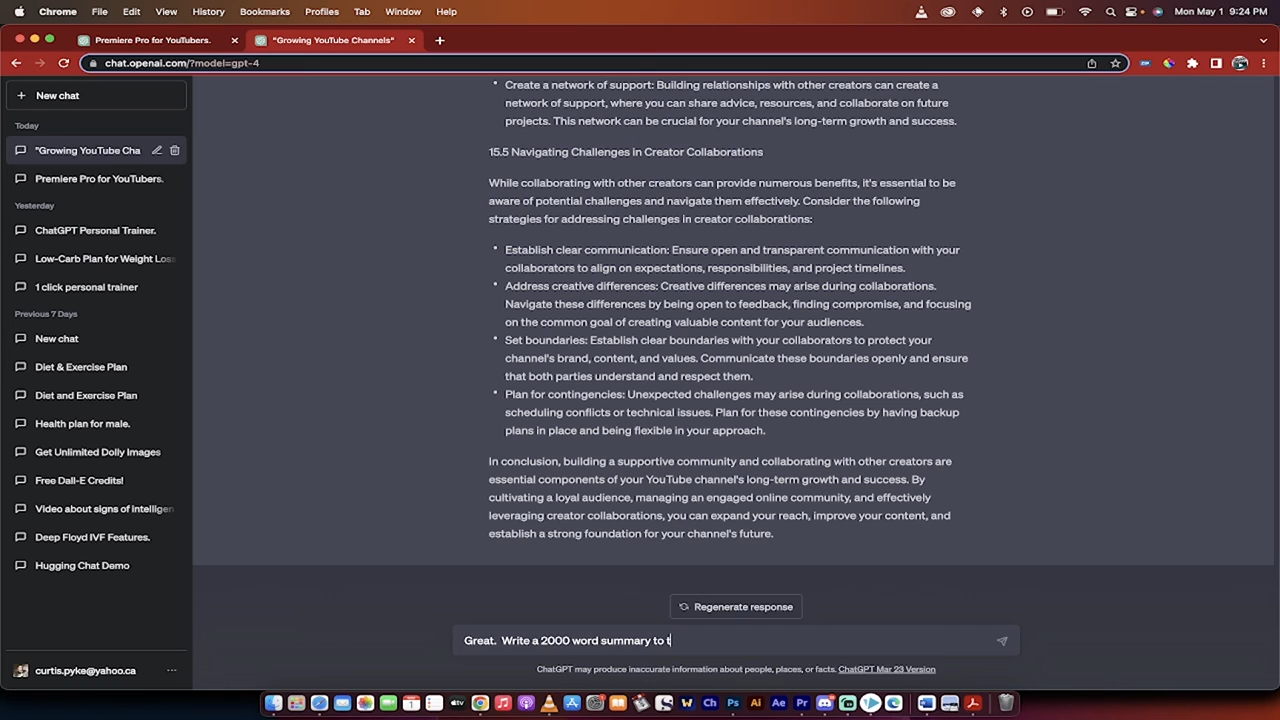 Chrome File Edit View History Bookmarks Profiles Tab Window Help Mon May 1 9:24 PM
Premiere Pro for YouTubers. "Growing YouTube Channels"
chat.openai.com/?model=gpt-4
New chat
Today
"Growing YouTube Cha
Premiere Pro for YouTubers.
Yesterday
ChatGPT Personal Trainer.
Low-Carb Plan for Weight Loss
1 click personal trainer
Previous 7 Days
New chat
Diet & Exercise Plan
Diet and Exercise Plan
Health plan for male.
Get Unlimited Dolly Images
Free Dall-E Credits!
Video about signs of intelligen
Deep Floyd IVF Features.
Hugging Chat Demo
curtis.pyke@yahoo.ca
• Create a network of support: Building relationships with other creators can create a
network of support, where you can share advice, resources, and collaborate on future
projects. This network can be crucial for your channel's long-term growth and success.
15.5 Navigating Challenges in Creator Collaborations
While collaborating with other creators can provide numerous benefits, it's essential to be
aware of potential challenges and navigate them effectively. Consider the following
strategies for addressing challenges in creator collaborations:
• Establish clear communication: Ensure open and transparent communication with your
collaborators to align on expectations, responsibilities, and project timelines.
• Address creative differences: Creative differences may arise during collaborations.
Navigate these differences by being open to feedback, finding compromise, and focusing
on the common goal of creating valuable content for your audiences.
• Set boundaries: Establish clear boundaries with your collaborators to protect your
channel's brand, content, and values. Communicate these boundaries openly and ensure
that both parties understand and respect them.
• Plan for contingencies: Unexpected challenges may arise during collaborations, such as
scheduling conflicts or technical issues. Plan for these contingencies by having backup
plans in place and being flexible in your approach.
In conclusion, building a supportive community and collaborating with other creators are
essential components of your YouTube channel's long-term growth and success. By
cultivating a loyal audience, managing an engaged online community, and effectively
leveraging creator collaborations, you can expand your reach, improve your content, and
establish a strong foundation for your channel's future.
Regenerate response
Great. Write a 2000 word summary to t
ChatGPT may produce inaccurate information about people, places, or facts. ChatGPT Mar 23 Version